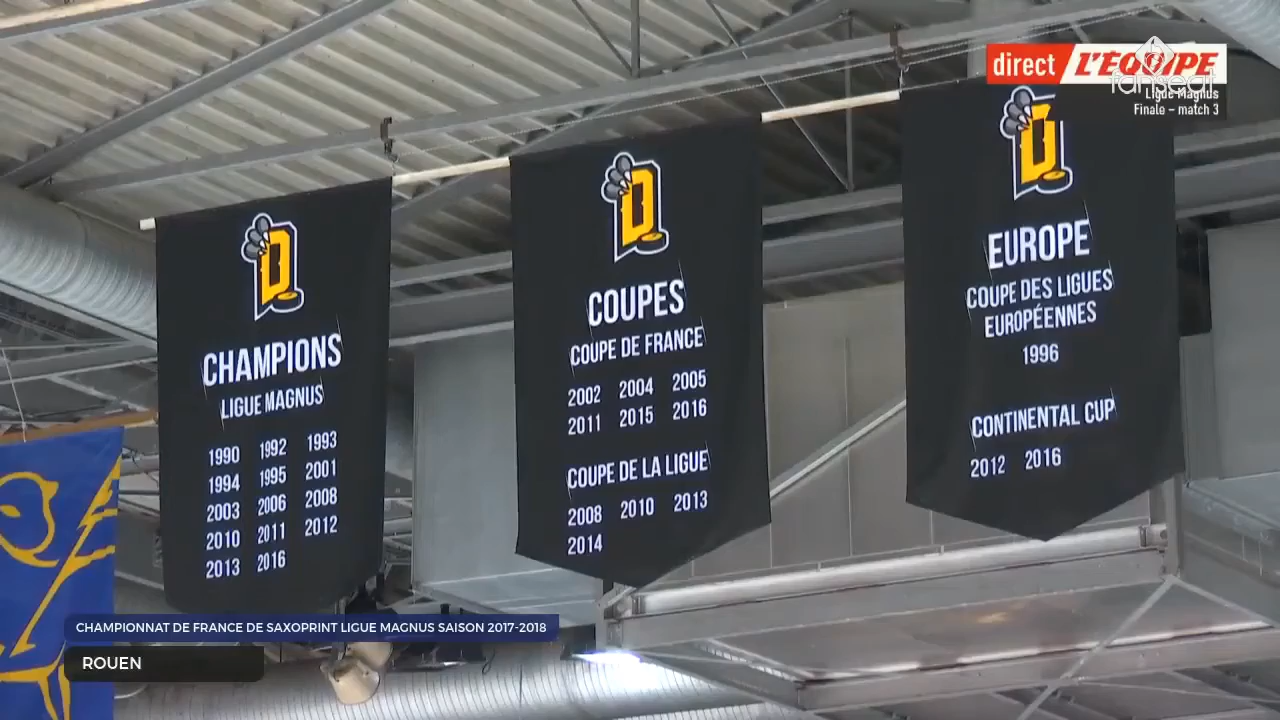 direct L'ÉQUIPE
fanseat
Ligue Magnus
Finale – match 3
D
CHAMPIONS
LIGUE MAGNUS
1990 1992 1993
1994 1995 2001
2003 2006 2008
2010 2011 2012
2013 2016
D
COUPES
COUPE DE FRANCE
2002 2004 2005
2011 2015 2016
COUPE DE LA LIGUE
2008 2010 2013
2014
D
EUROPE
COUPE DES LIGUES
EUROPÉENNES
1996
CONTINENTAL CUP
2012 2016
CHAMPIONNAT DE FRANCE DE SAXOPRINT LIGUE MAGNUS SAISON 2017-2018
ROUEN